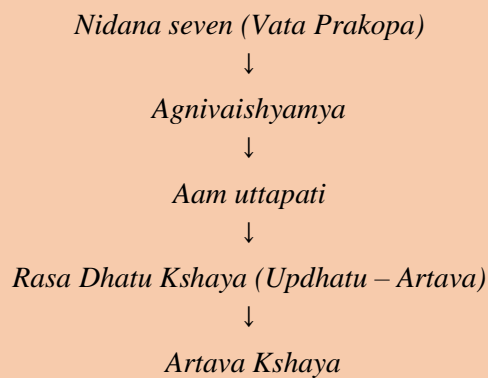 Nidana seven (Vata Prakopa)
↓
Agnivaishyamya
↓
Aam uttapati
↓
Rasa Dhatu Kshaya (Updhatu – Artava)
↓
Artava Kshaya